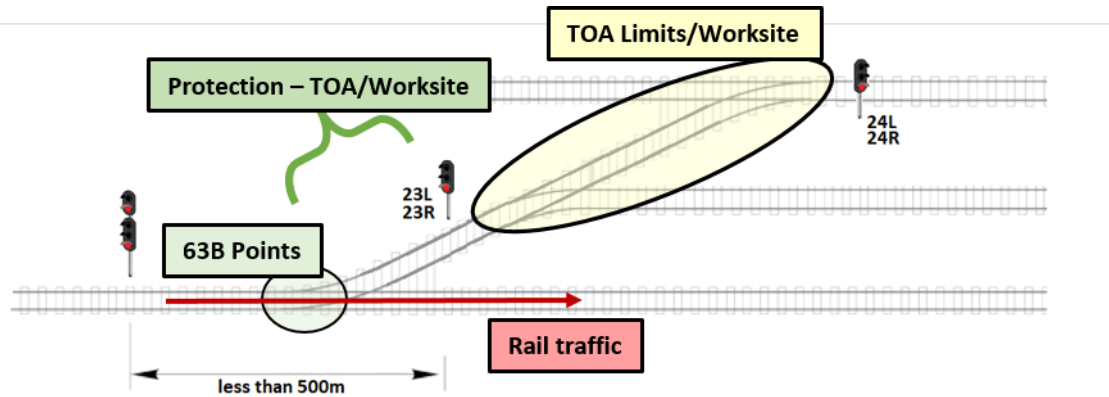 TOA Limits/Worksite
Protection – TOA/Worksite
24L
24R
23L
23R
63B Points
Rail traffic
less than 500m